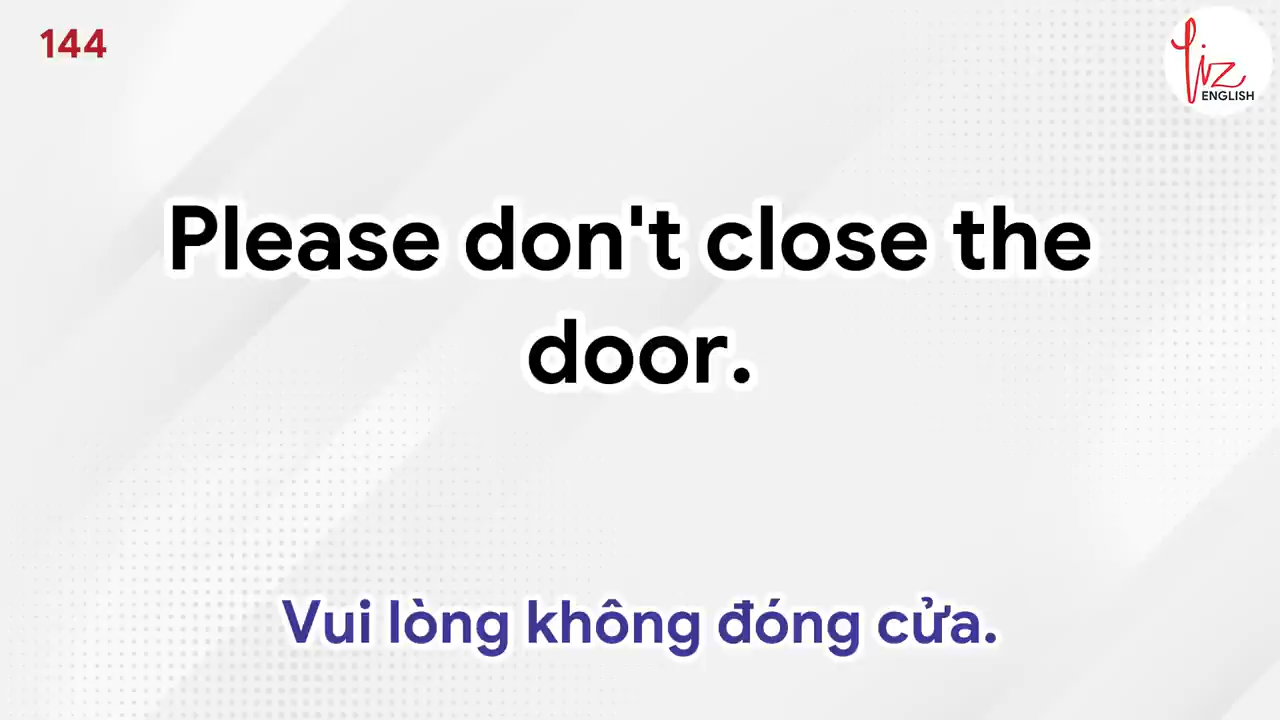 144
Liz
ENGLISH
Please don't close the
door.
Vui lòng không đóng cửa.